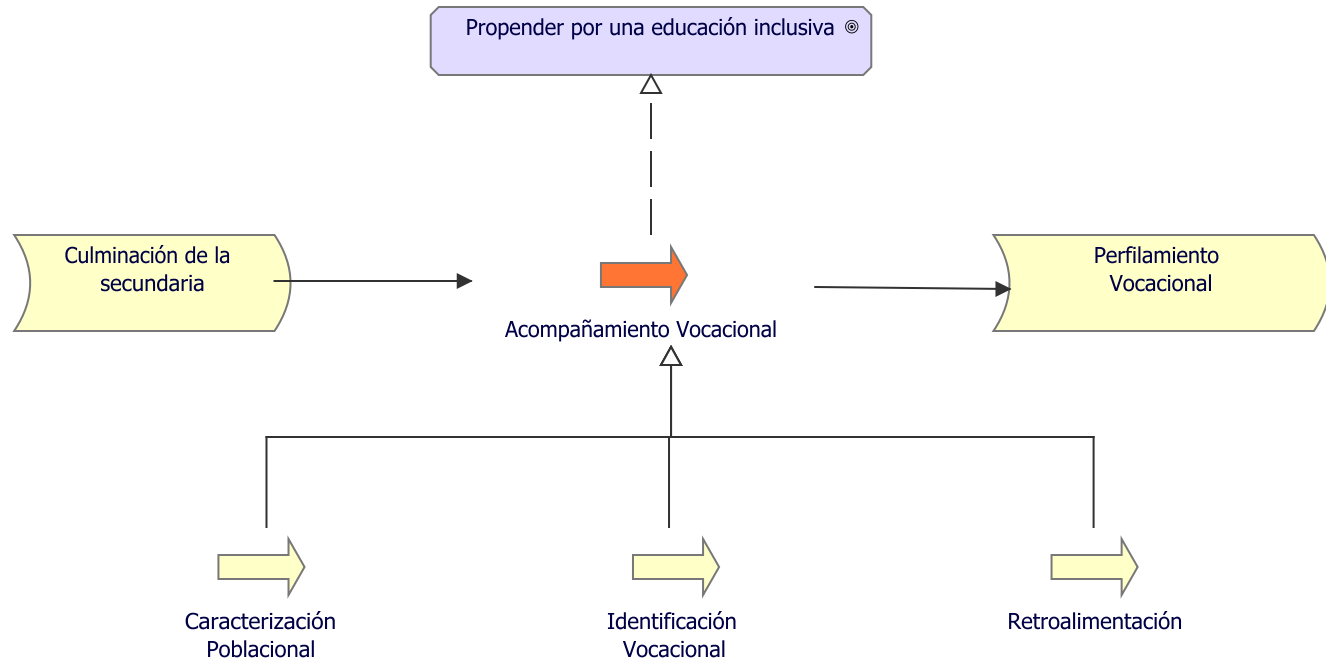 Propender por una educación inclusiva
Culminación de la
secundaria
Perfilamiento
Vocacional
Acompañamiento Vocacional
Caracterización
Poblacional
Identificación
Vocacional
Retroalimentación